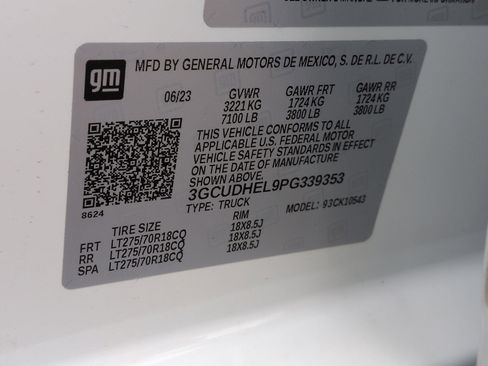 gm
MFD BY GENERAL MOTORS DE MEXICO, S. DE R.L. DE C.V.
06/23 GVWR GAWR FRT GAWR RR
3221 KG 1724 KG 1724 KG
7100 LB 3800 LB 3800 LB
THIS VEHICLE CONFORMS TO ALL
APPLICABLE U.S. FEDERAL MOTOR
VEHICLE SAFETY STANDARDS IN EFFECT
ON THE DATE OF MANUFACTURE
SHOWN ABOVE.
3GCUDHEL9PG339353
8624 TYPE: TRUCK MODEL: 93CK10543
TIRE SIZE RIM
FRT LT275/70R18CQ 18X8.5J
RR LT275/70R18CQ 18X8.5J
SPA LT275/70R18CQ 18X8.5J